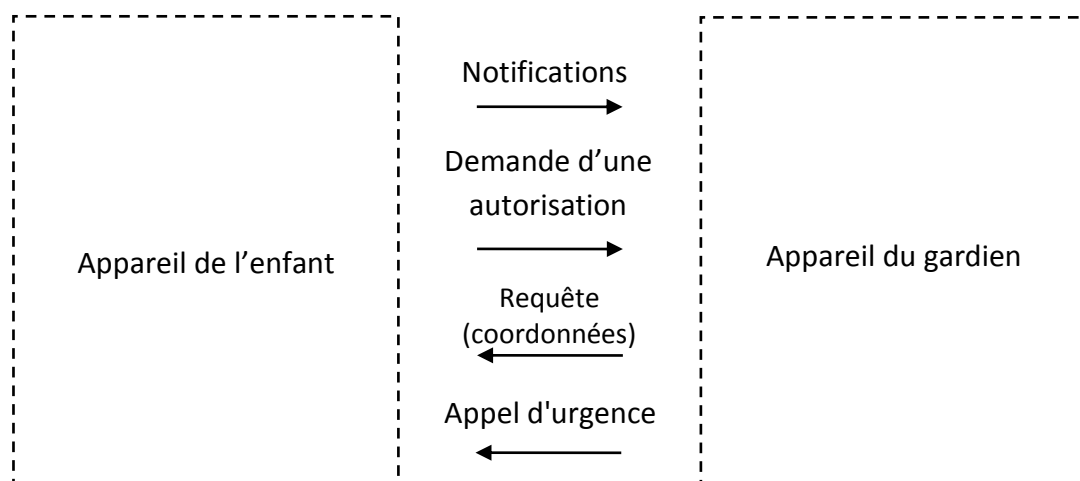 Notifications
Demande d’une
autorisation
Appareil de l’enfant
Appareil du gardien
Requête
(coordonnées)
Appel d'urgence